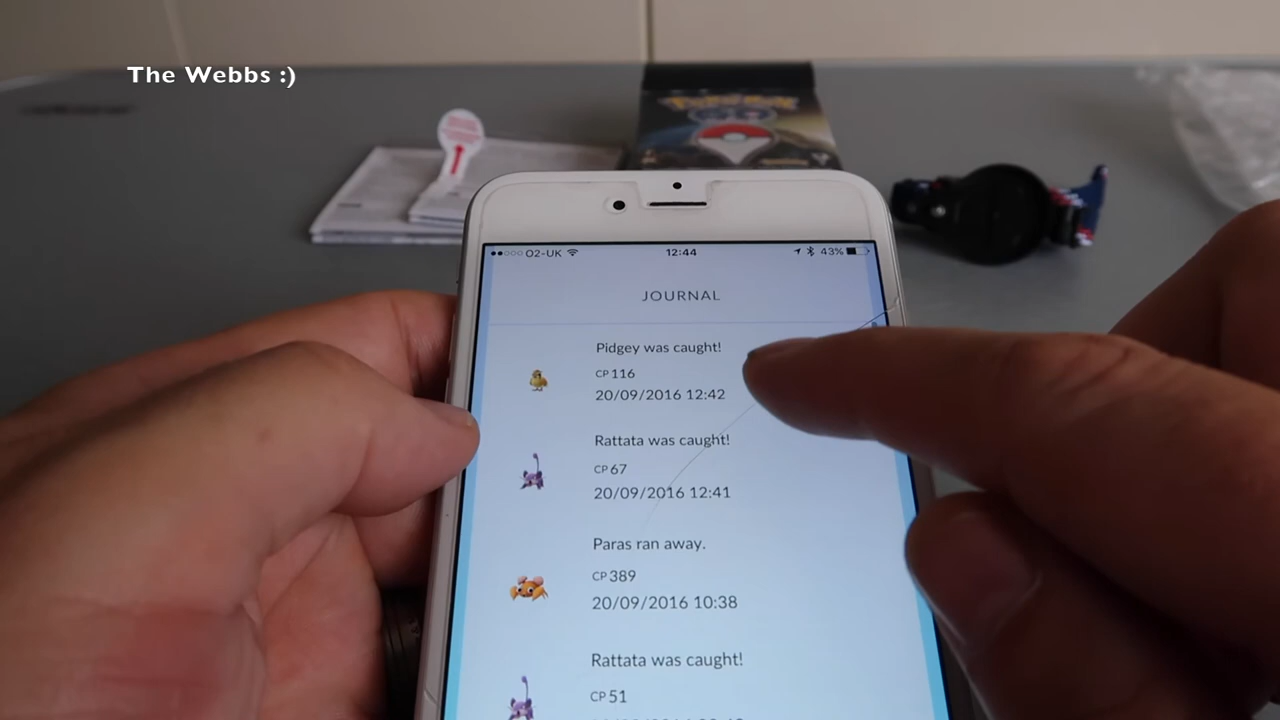 The Webbs :)
Pokémon
GO
O2-UK 12:44 43%
JOURNAL
Pidgey was caught!
CP 116
20/09/2016 12:42
Rattata was caught!
CP 67
20/09/2016 12:41
Paras ran away.
CP 389
20/09/2016 10:38
Rattata was caught!
CP 51